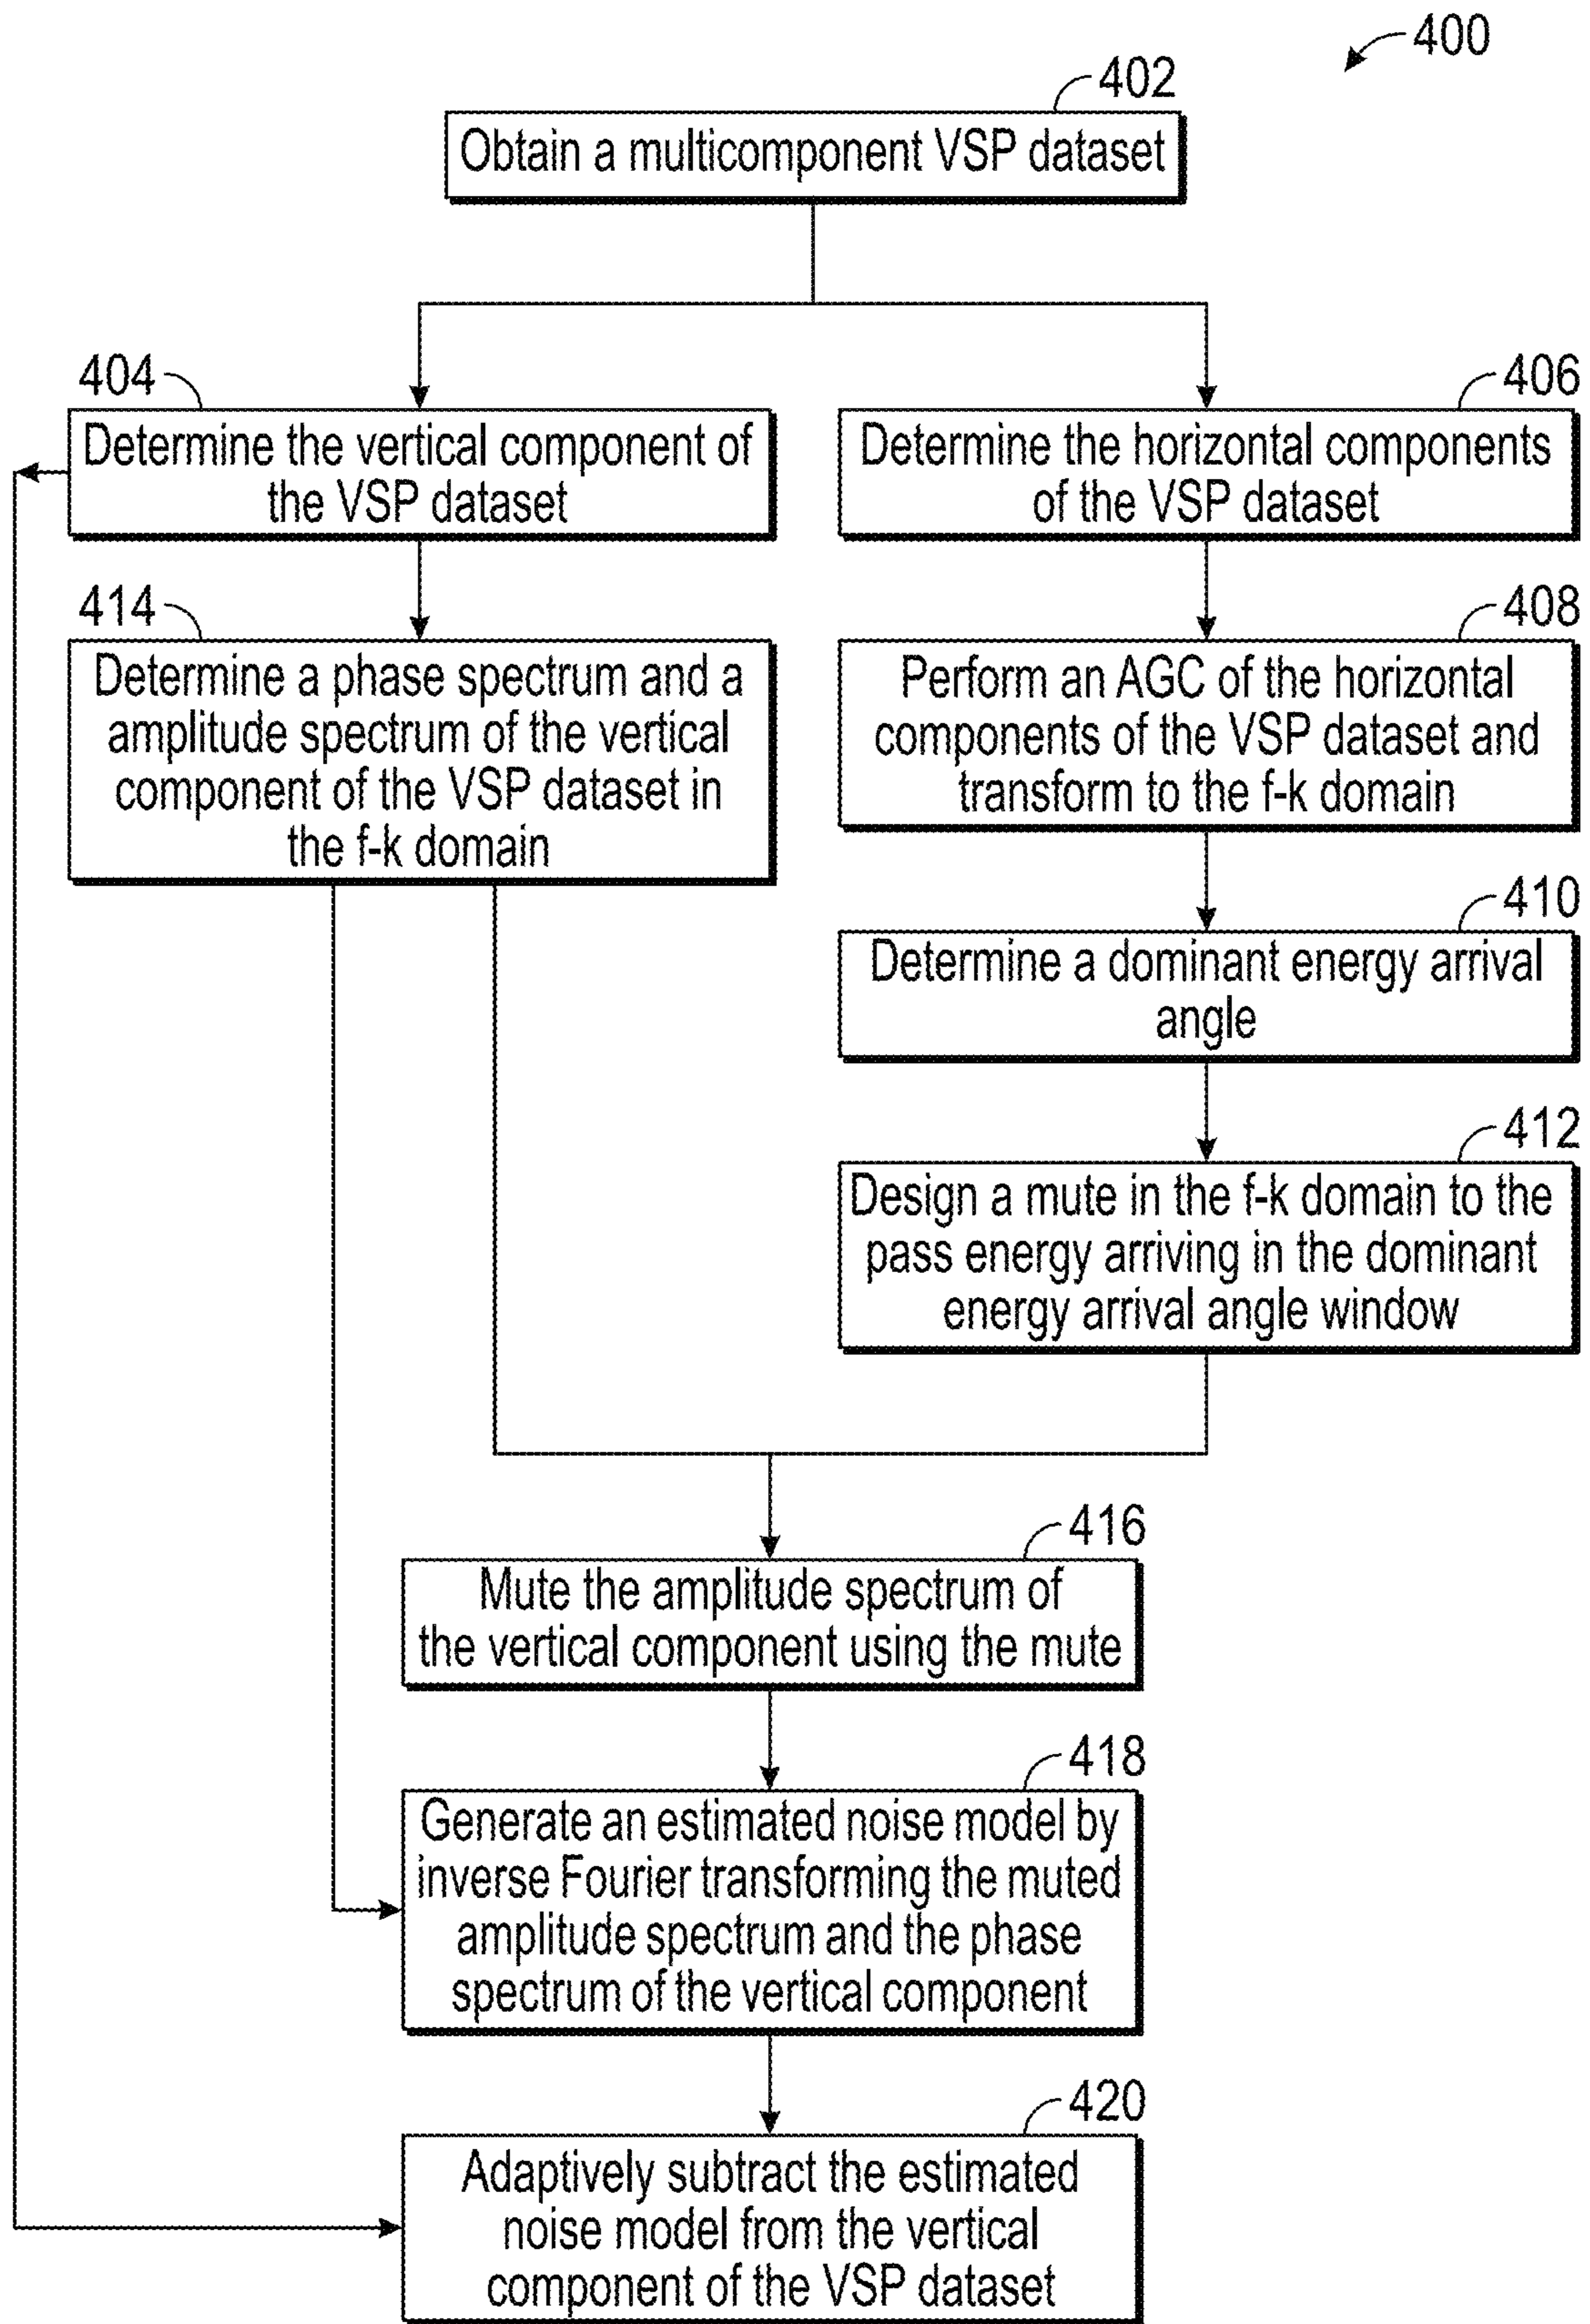 400
402
Obtain a multicomponent VSP dataset
404
Determine the vertical component of
the VSP dataset
406
Determine the horizontal components
of the VSP dataset
414
Determine a phase spectrum and a
amplitude spectrum of the vertical
component of the VSP dataset in
the f-k domain
408
Perform an AGC of the horizontal
components of the VSP dataset and
transform to the f-k domain
410
Determine a dominant energy arrival
angle
412
Design a mute in the f-k domain to the
pass energy arriving in the dominant
energy arrival angle window
416
Mute the amplitude spectrum of
the vertical component using the mute
418
Generate an estimated noise model by
inverse Fourier transforming the muted
amplitude spectrum and the phase
spectrum of the vertical component
420
Adaptively subtract the estimated
noise model from the vertical
component of the VSP dataset